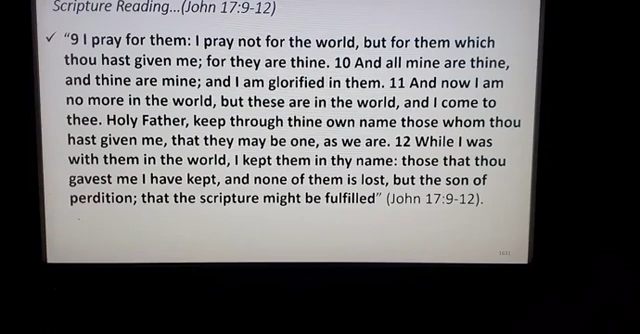 Scripture Reading...(John 17:9-12)
✓ “9 I pray for them: I pray not for the world, but for them which
thou hast given me; for they are thine. 10 And all mine are thine,
and thine are mine; and I am glorified in them. 11 And now I am
no more in the world, but these are in the world, and I come to
thee. Holy Father, keep through thine own name those whom thou
hast given me, that they may be one, as we are. 12 While I was
with them in the world, I kept them in thy name: those that thou
gavest me I have kept, and none of them is lost, but the son of
perdition; that the scripture might be fulfilled” (John 17:9-12).